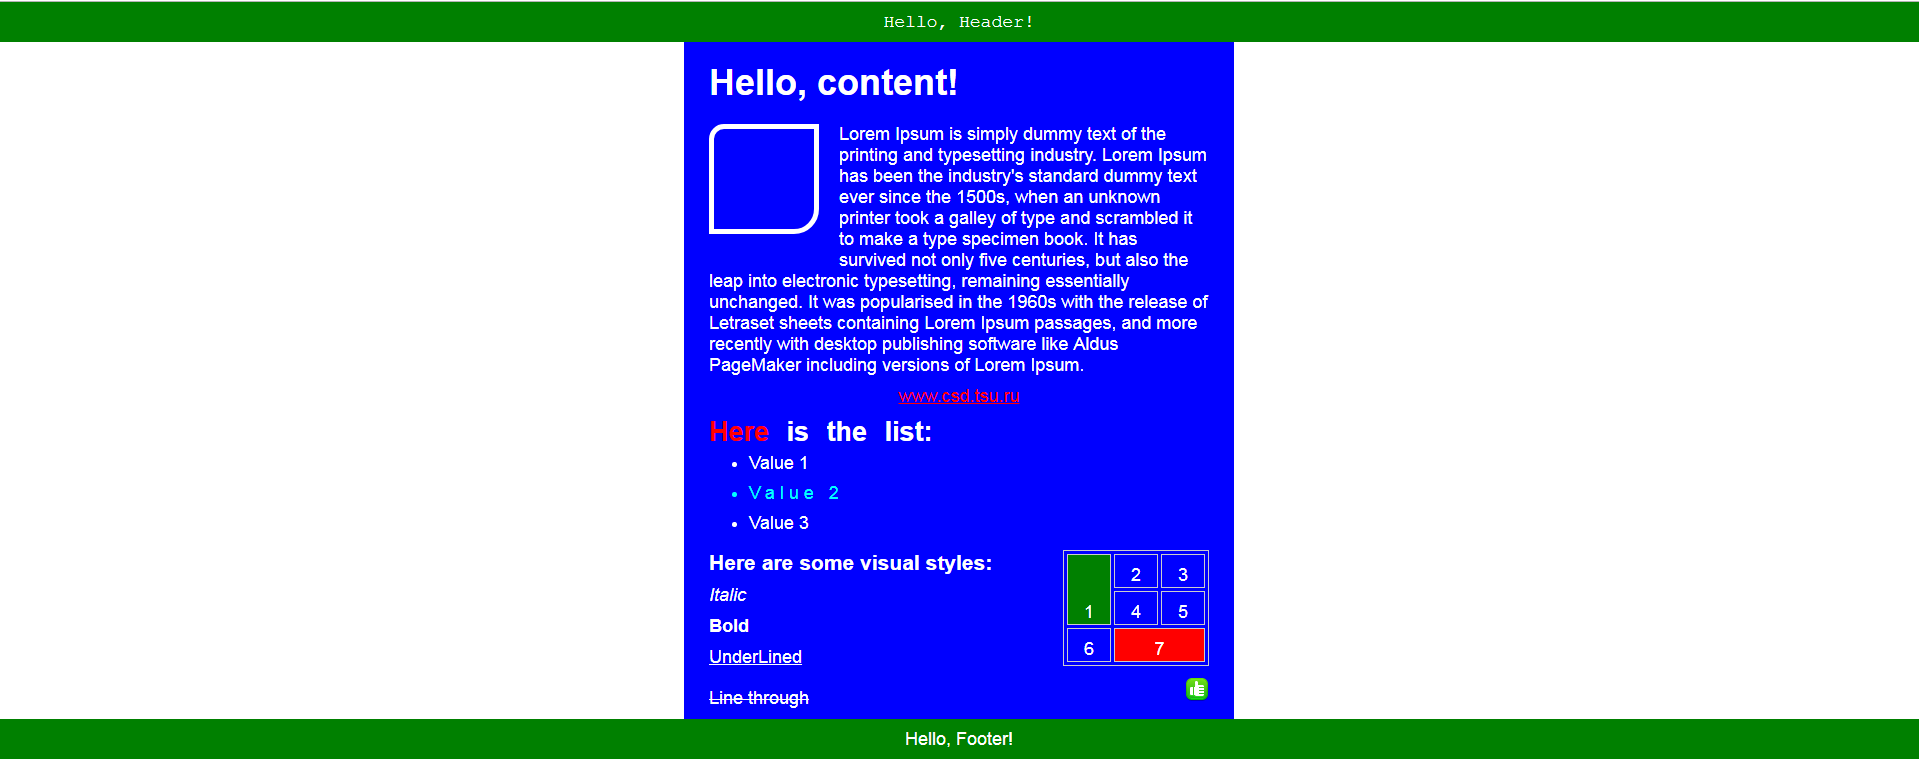 Hello, Header!
Hello, content!
Lorem Ipsum is simply dummy text of the
printing and typesetting industry. Lorem Ipsum
has been the industry's standard dummy text
ever since the 1500s, when an unknown
printer took a galley of type and scrambled it
to make a type specimen book. It has
survived not only five centuries, but also the
leap into electronic typesetting, remaining essentially
unchanged. It was popularised in the 1960s with the release of
Letraset sheets containing Lorem Ipsum passages, and more
recently with desktop publishing software like Aldus
PageMaker including versions of Lorem Ipsum.
www.csd.tsu.ru
Here is the list:
Value 1
Value 2
Value 3
Here are some visual styles:
Italic
Bold
UnderLined
Line through
2 3
1 4 5
6 7
Hello, Footer!